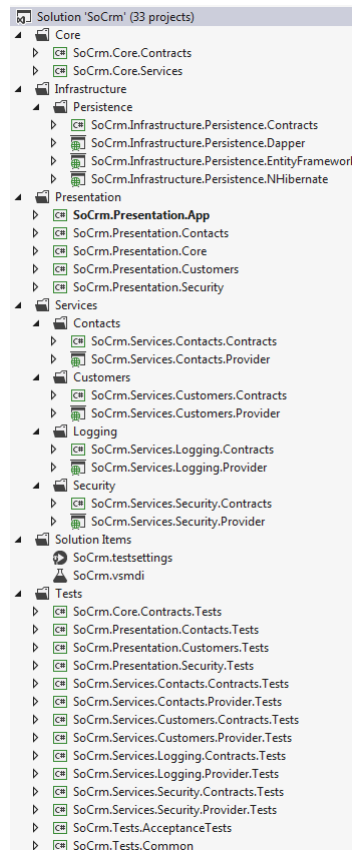 Solution 'SoCrm' (33 projects)
Core
C# SoCrm.Core.Contracts
C# SoCrm.Core.Services
Infrastructure
Persistence
C# SoCrm.Infrastructure.Persistence.Contracts
SoCrm.Infrastructure.Persistence.Dapper
SoCrm.Infrastructure.Persistence.EntityFramework
SoCrm.Infrastructure.Persistence.NHibernate
Presentation
C# SoCrm.Presentation.App
C# SoCrm.Presentation.Contacts
C# SoCrm.Presentation.Core
C# SoCrm.Presentation.Customers
C# SoCrm.Presentation.Security
Services
Contacts
C# SoCrm.Services.Contacts.Contracts
SoCrm.Services.Contacts.Provider
Customers
C# SoCrm.Services.Customers.Contracts
SoCrm.Services.Customers.Provider
Logging
C# SoCrm.Services.Logging.Contracts
SoCrm.Services.Logging.Provider
Security
C# SoCrm.Services.Security.Contracts
SoCrm.Services.Security.Provider
Solution Items
SoCrm.testsettings
SoCrm.vsmdi
Tests
C# SoCrm.Core.Contracts.Tests
C# SoCrm.Presentation.Contacts.Tests
C# SoCrm.Presentation.Customers.Tests
C# SoCrm.Presentation.Security.Tests
C# SoCrm.Services.Contacts.Contracts.Tests
C# SoCrm.Services.Contacts.Provider.Tests
C# SoCrm.Services.Customers.Contracts.Tests
C# SoCrm.Services.Customers.Provider.Tests
C# SoCrm.Services.Logging.Contracts.Tests
C# SoCrm.Services.Logging.Provider.Tests
C# SoCrm.Services.Security.Contracts.Tests
C# SoCrm.Services.Security.Provider.Tests
C# SoCrm.Tests.AcceptanceTests
C# SoCrm.Tests.Common